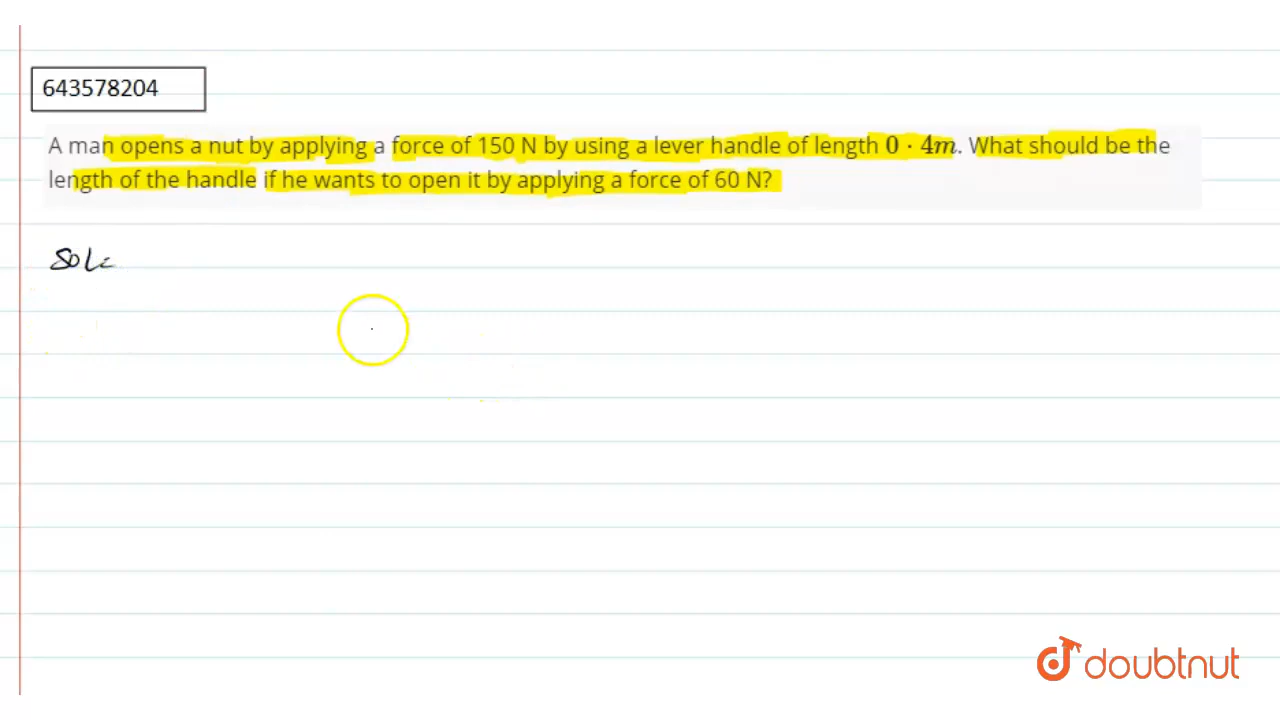 643578204
A man opens a nut by applying a force of 150 N by using a lever handle of length 0 · 4m. What should be the
length of the handle if he wants to open it by applying a force of 60 N?
Sol:
doubtnut